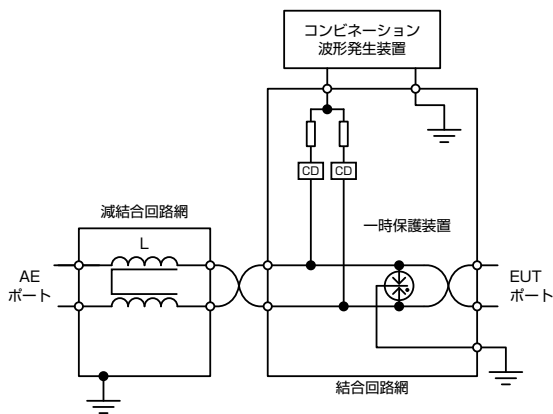 コンビネーション
波形発生装置
CD
CD
減結合回路網
一時保護装置
L
AE
ポート
EUT
ポート
結合回路網